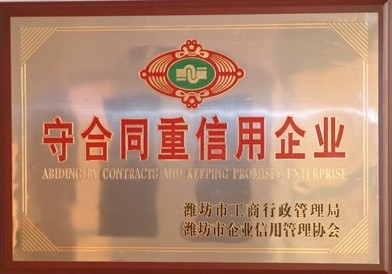 守合同重信用企业
ABIDING BY CONTRACTS AND KEEPING PROMISES ENTERPRISE
潍坊市工商行政管理局
潍坊市企业信用管理协会